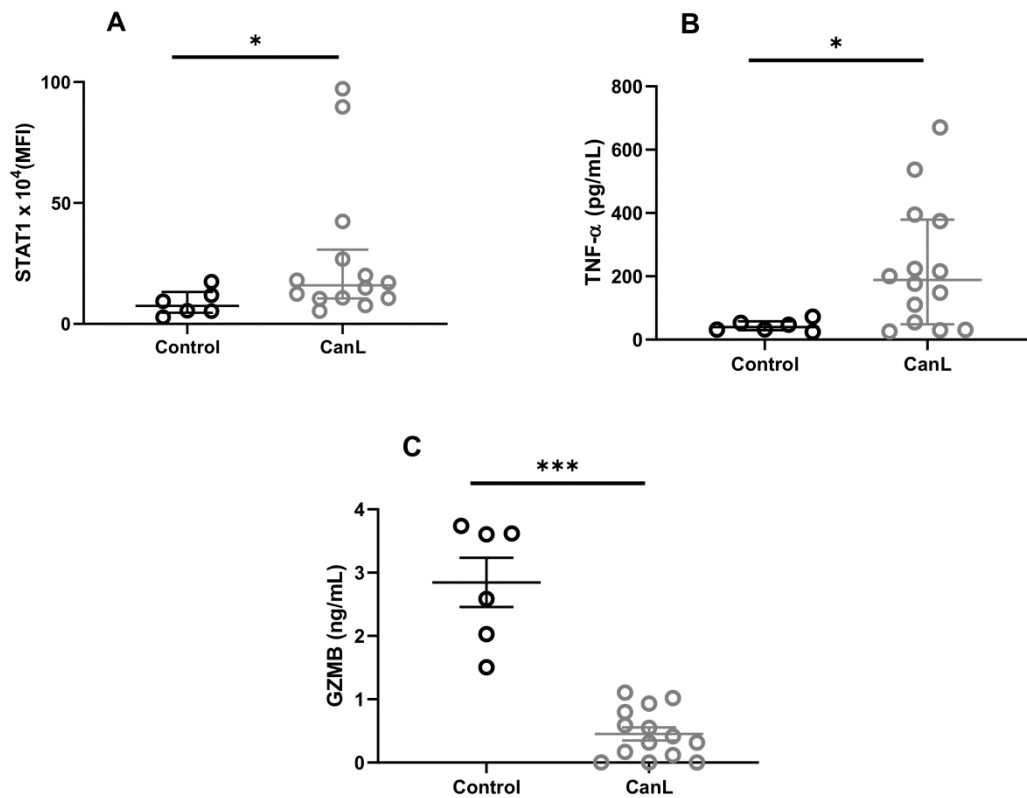 A
*
STAT1 x 10⁴(MFI)
100
50
0
Control
CanL
B
*
TNF-α (pg/mL)
800
600
400
200
0
Control
CanL
C
***
GZMB (ng/mL)
4
3
2
1
0
Control
CanL